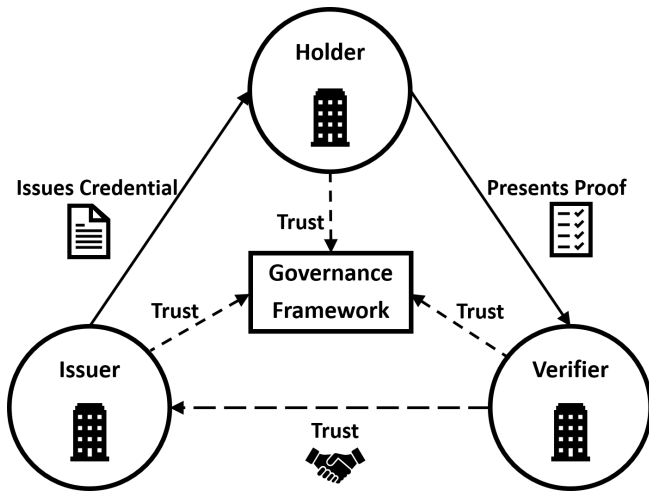 Holder
Issues Credential
Presents Proof
Trust
Governance
Framework
Trust
Trust
Issuer
Verifier
Trust